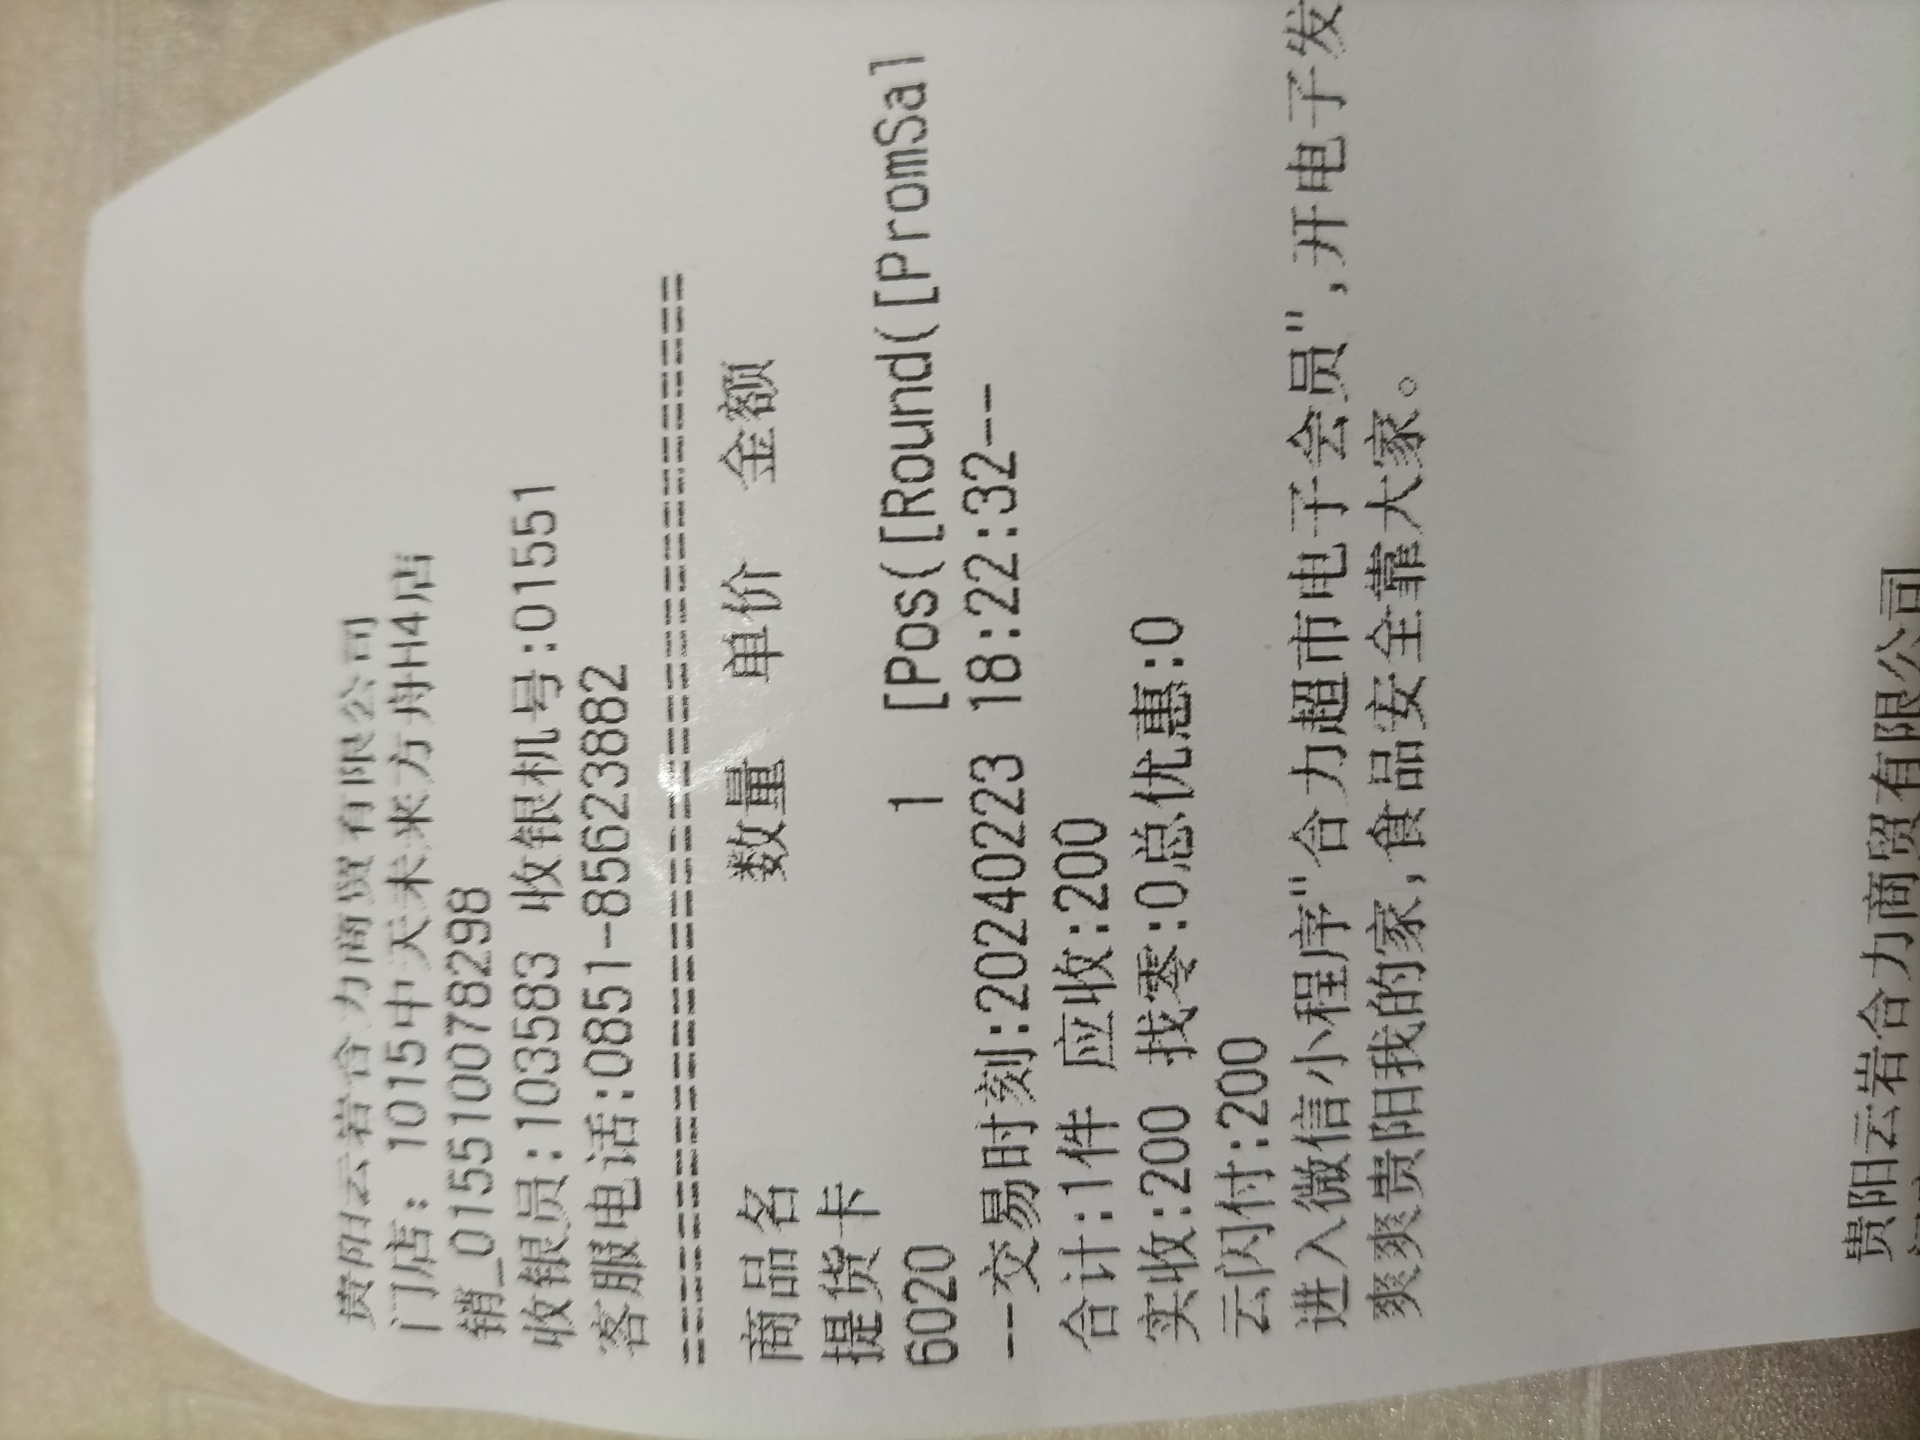 贵阳云岩合力商贸有限公司
门店: 1015中天未来方舟H4店
销_0155100078298
收银员:103583 收银机号:01551
客服电话:0851-85623882
商品名 数量 单价 金额
提货卡
6020 1 [Pos([Round([PromSal
--交易时刻:20240223 18:22:32--
合计:1件 应收:200
实收:200 找零:0总优惠:0
云闪付:200
进入微信小程序"合力超市电子会员",开电子发
爽爽贵阳我的家,食品安全靠大家。
贵阳云岩合力商贸有限公司